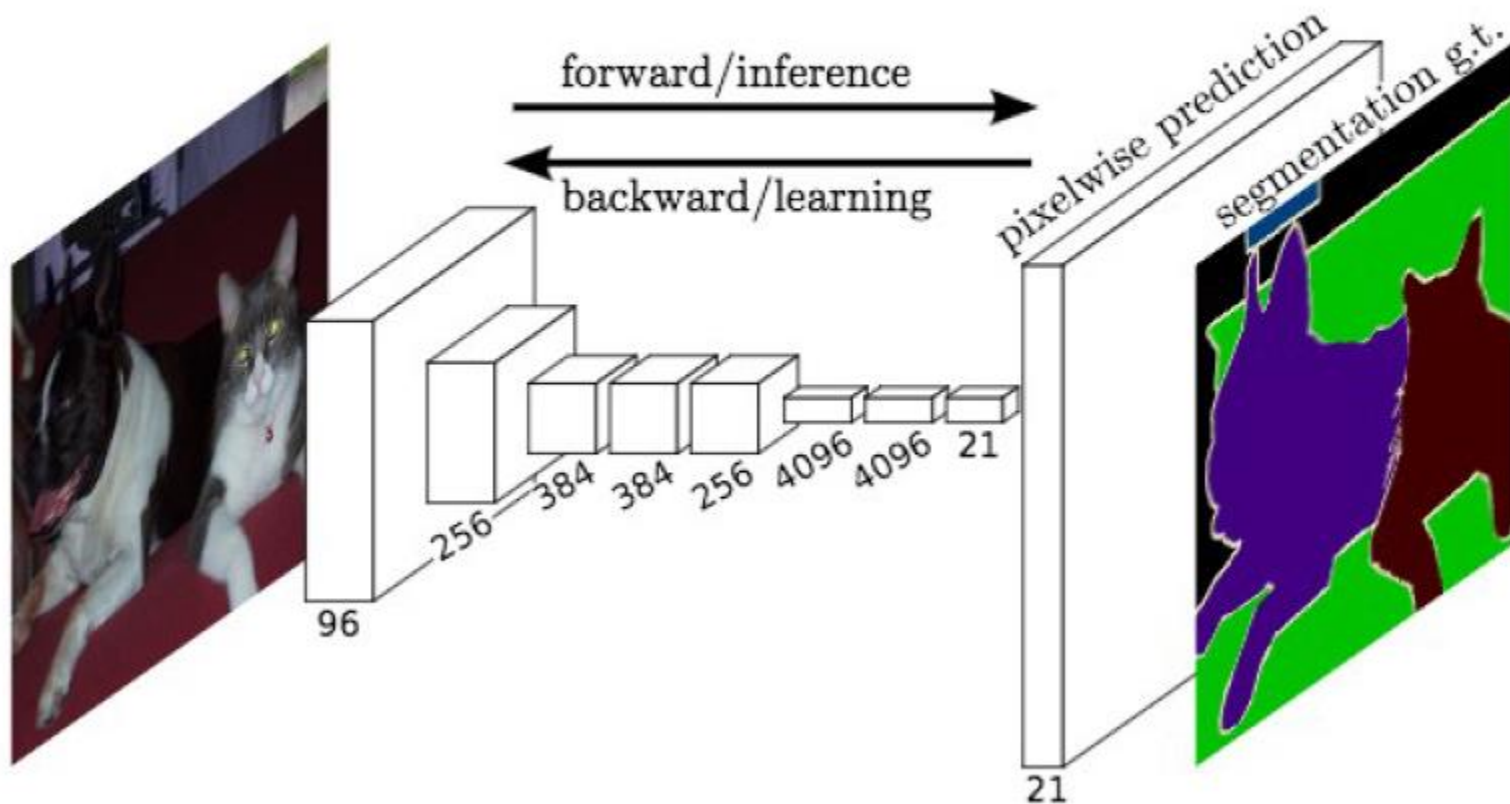 forward/inference
backward/learning
pixelwise prediction
segmentation g.t.
96
256
384
384
256
4096
4096
21
21